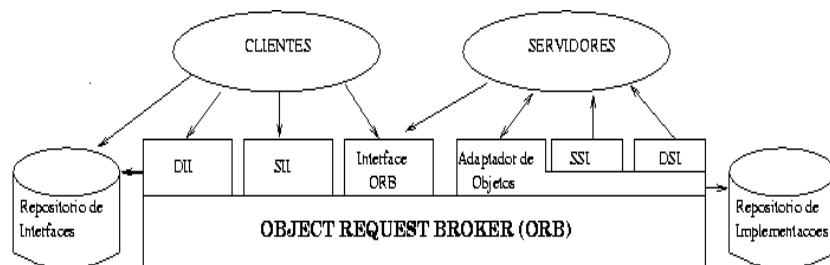 CLIENTES
SERVIDORES
DII
SII
Interface
ORB
Adaptador de
Objetos
SSI
DSI
Repositorio de
Interfaces
OBJECT REQUEST BROKER (ORB)
Repositorio de
Implementacoes